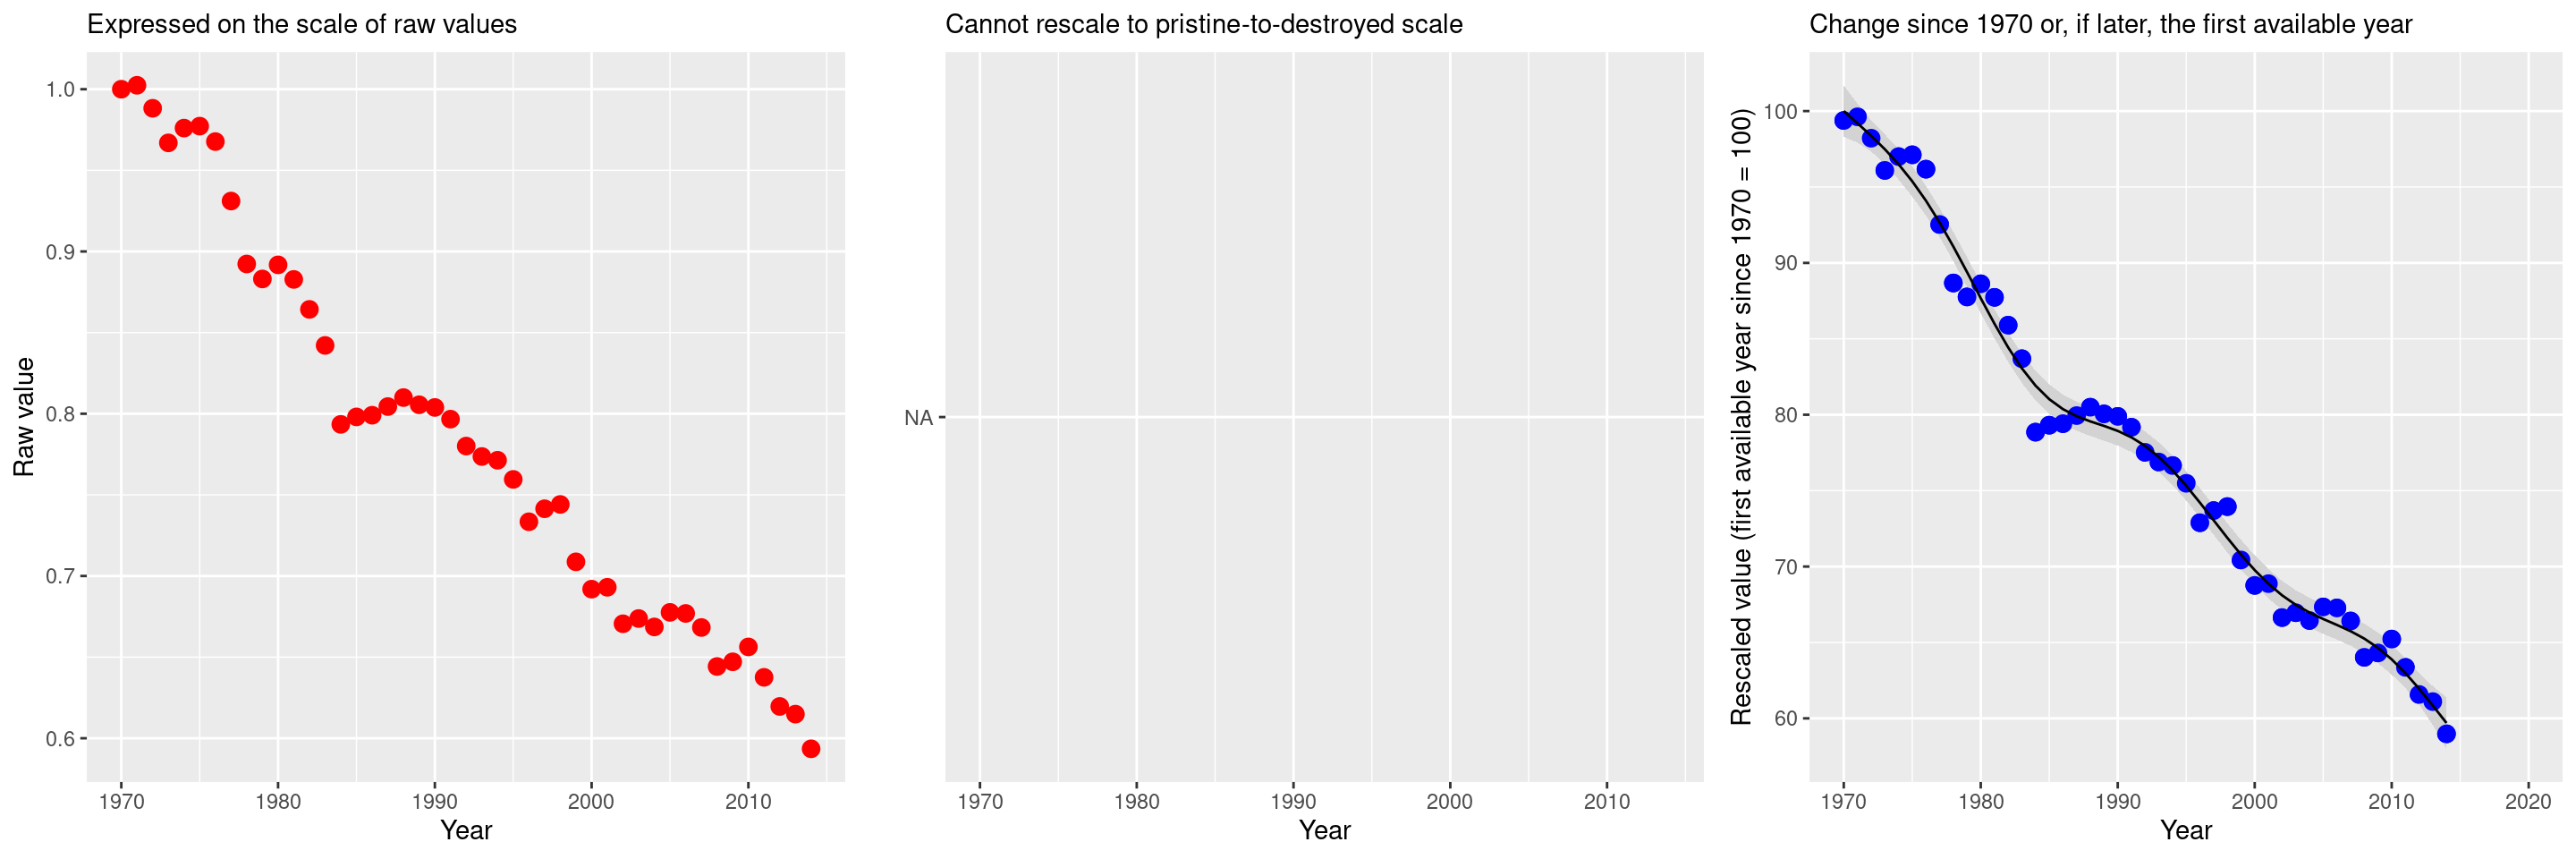 Expressed on the scale of raw values
Raw value
1.0
0.9
0.8
0.7
0.6
1970 1980 1990 2000 2010
Year
Cannot rescale to pristine-to-destroyed scale
NA
1970 1980 1990 2000 2010
Year
Change since 1970 or, if later, the first available year
Rescaled value (first available year since 1970 = 100)
100
90
80
70
60
1970 1980 1990 2000 2010 2020
Year